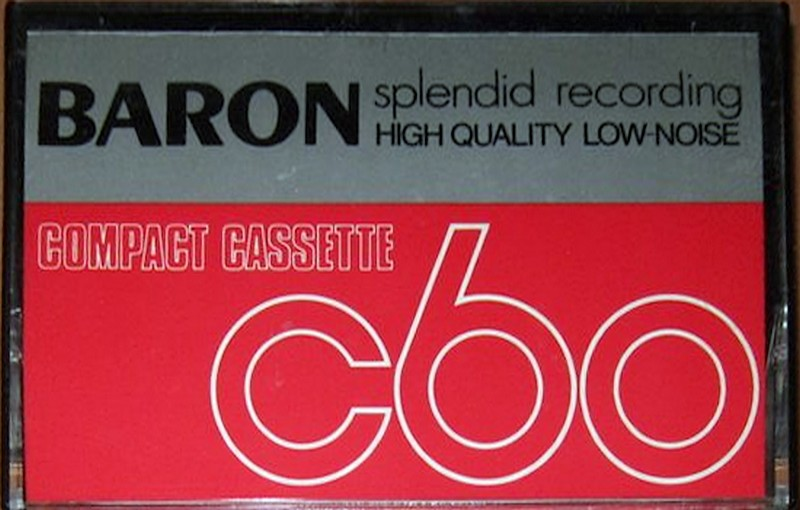 BARON
splendid recording
HIGH QUALITY LOW-NOISE
COMPACT CASSETTE
c60